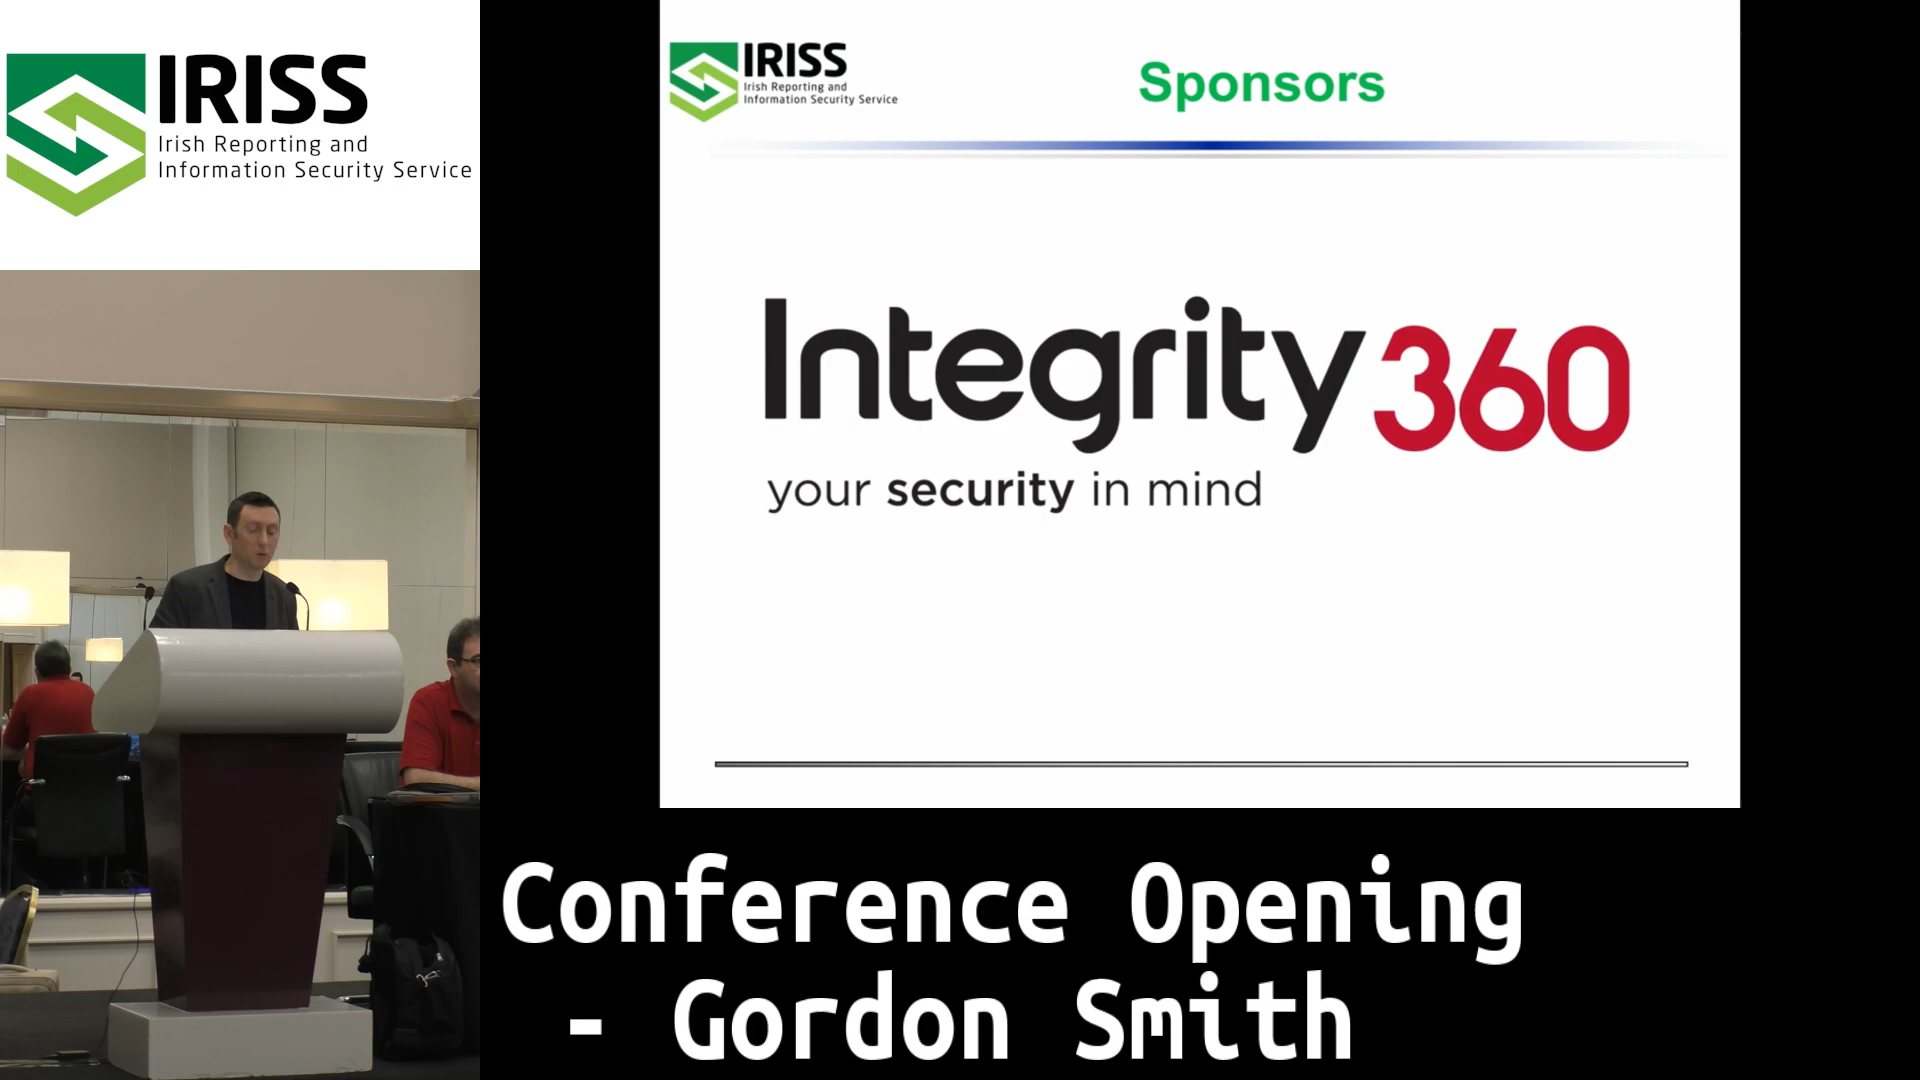 IRISS
Irish Reporting and
Information Security Service
IRISS
Irish Reporting and
Information Security Service
Sponsors
Integrity360
your security in mind
Conference Opening
- Gordon Smith